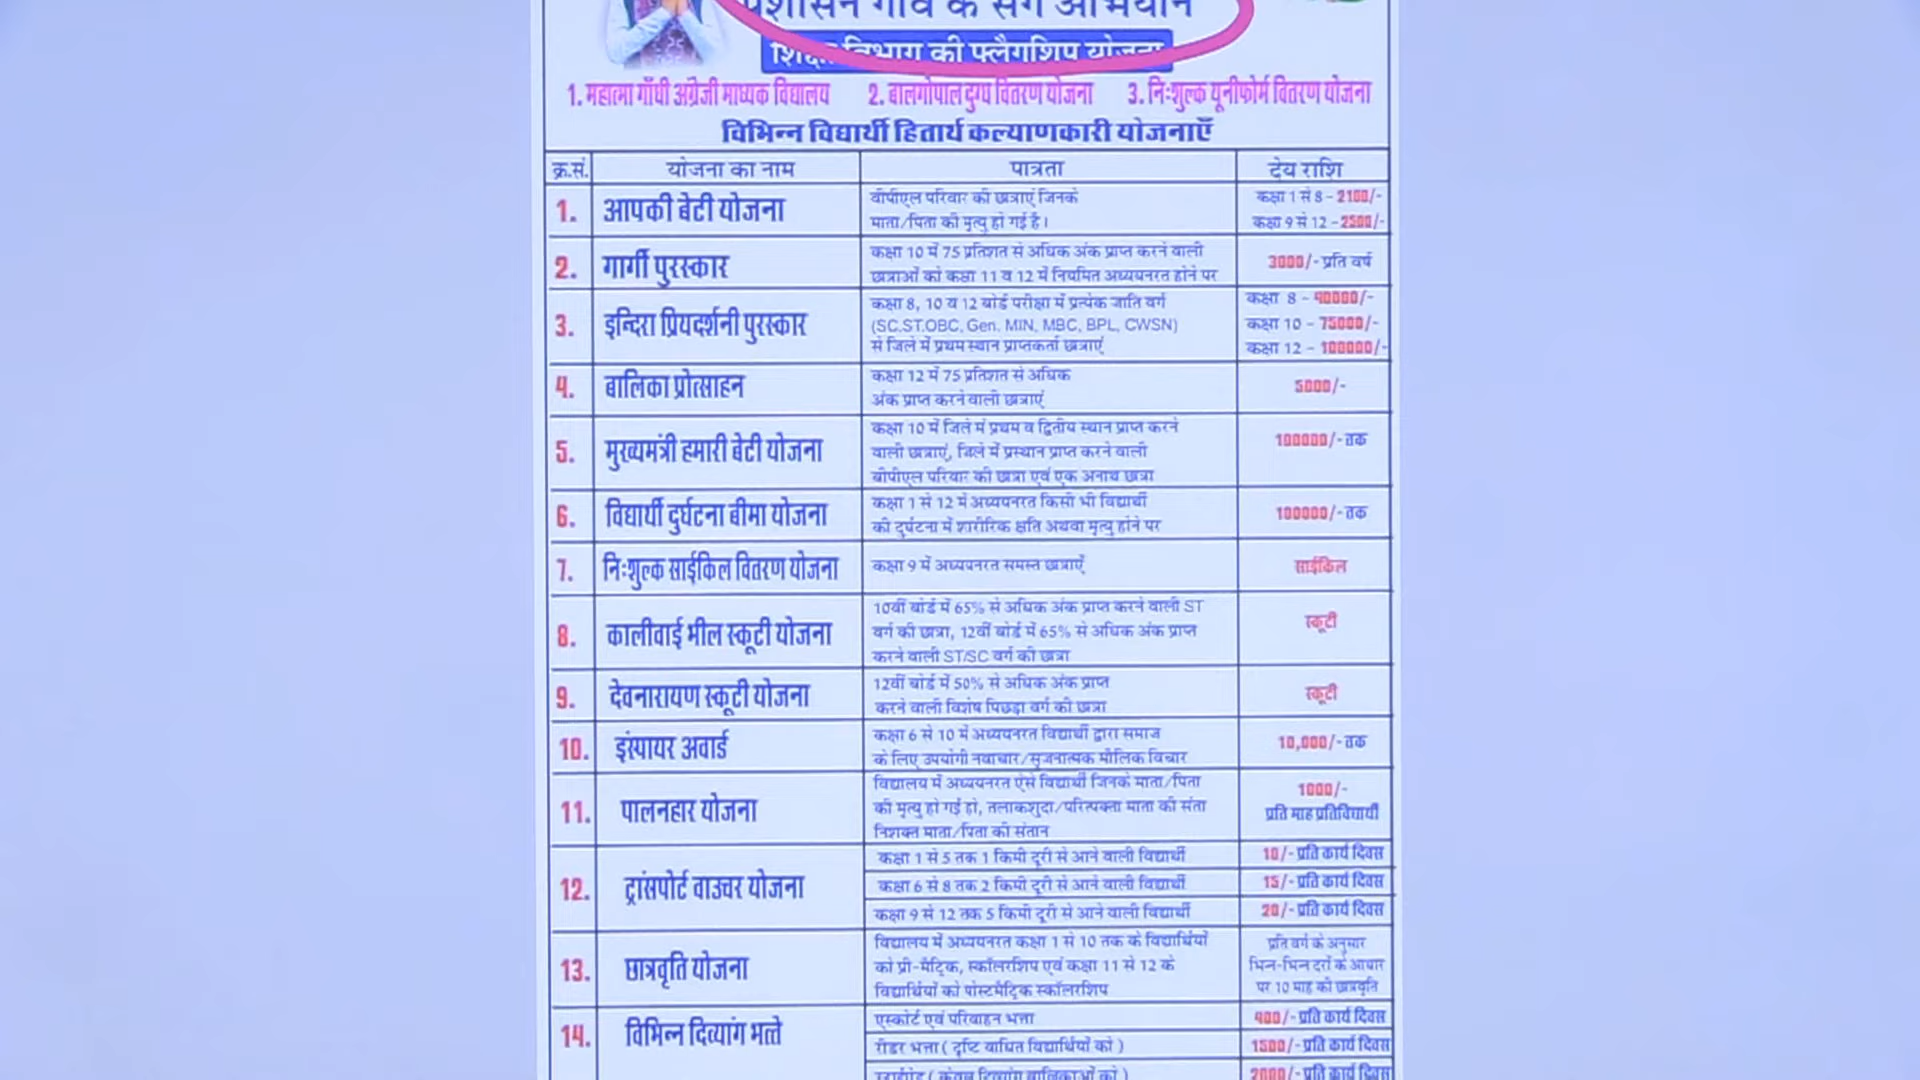 प्रशासन गांव के संग अभियान
शिक्षा विभाग की फ्लैगशिप योजना
1. महात्मा गाँधी अंग्रेजी माध्यक विद्यालय 2. बालगोपाल दुग्ध वितरण योजना 3. निःशुल्क यूनीफोर्म वितरण योजना
विभिन्न विद्यार्थी हितार्थ कल्याणकारी योजनाएँ
क्र.सं. योजना का नाम पात्रता देय राशि
1. आपकी बेटी योजना
बीपीएल परिवार की छात्राएं जिनके
माता/पिता की मृत्यु हो गई है।
कक्षा 1 से 8 – 2100/-
कक्षा 9 से 12 – 2500/-
2. गार्गी पुरस्कार
कक्षा 10 में 75 प्रतिशत से अधिक अंक प्राप्त करने वाली
छात्राओं को कक्षा 11 व 12 में नियमित अध्ययनरत होने पर
3000/- प्रति वर्ष
3. इन्दिरा प्रियदर्शनी पुरस्कार
कक्षा 8, 10 व 12 बोर्ड परीक्षा में प्रत्येक जाति वर्ग
(SC.ST.OBC, Gen. MIN, MBC, BPL, CWSN)
से जिले में प्रथम स्थान प्राप्तकर्ता छात्राएं
कक्षा 8 – 40000/-
कक्षा 10 – 75000/-
कक्षा 12 – 100000/-
4. बालिका प्रोत्साहन
कक्षा 12 में 75 प्रतिशत से अधिक
अंक प्राप्त करने वाली छात्राएं
5000/-
5. मुख्यमंत्री हमारी बेटी योजना
कक्षा 10 में जिले में प्रथम व द्वितीय स्थान प्राप्त करने
वाली छात्राएं, जिले में प्रस्थान प्राप्त करने वाली
बीपीएल परिवार की छात्रा एवं एक अनाथ छात्रा
100000/- तक
6. विद्यार्थी दुर्घटना बीमा योजना
कक्षा 1 से 12 में अध्ययनरत किसी भी विद्यार्थी
की दुर्घटना में शारीरिक क्षति अथवा मृत्यु होने पर
100000/- तक
7. निःशुल्क साईकिल वितरण योजना
कक्षा 9 में अध्ययनरत समस्त छात्राएँ
साईकिल
8. कालीवाई भील स्कूटी योजना
10वीं बोर्ड में 65% से अधिक अंक प्राप्त करने वाली ST
वर्ग की छात्रा, 12वीं बोर्ड में 65% से अधिक अंक प्राप्त
करने वाली ST/SC वर्ग की छात्रा
स्कूटी
9. देवनारायण स्कूटी योजना
12वीं बोर्ड में 50% से अधिक अंक प्राप्त
करने वाली विशेष पिछड़ा वर्ग की छात्रा
स्कूटी
10. इंस्पायर अवार्ड
कक्षा 6 से 10 में अध्ययनरत विद्यार्थी द्वारा समाज
के लिए उपयोगी नवाचार/सृजनात्मक मौलिक विचार
10,000/- तक
11. पालनहार योजना
विद्यालय में अध्ययनरत ऐसे विद्यार्थी जिनके माता/पिता
की मृत्यु हो गई हो, तलाकशुदा/परित्यक्ता माता की संता
निशक्त माता/पिता की संतान
1000/-
प्रति माह प्रतिविद्यार्थी
12. ट्रांसपोर्ट वाउचर योजना
कक्षा 1 से 5 तक 1 किमी दूरी से आने वाली विद्यार्थी 10/- प्रति कार्य दिवस
कक्षा 6 से 8 तक 2 किमी दूरी से आने वाली विद्यार्थी 15/- प्रति कार्य दिवस
कक्षा 9 से 12 तक 5 किमी दूरी से आने वाली विद्यार्थी 20/- प्रति कार्य दिवस
13. छात्रवृति योजना
विद्यालय में अध्ययनरत कक्षा 1 से 10 तक के विद्यार्थियों
को प्री-मैट्रिक, स्कॉलरशिप एवं कक्षा 11 से 12 के
विद्यार्थियों को पोस्टमैट्रिक स्कॉलरशिप
प्रति वर्ग के अनुसार
भिन्न-भिन्न दरों के आधार
पर 10 माह की छात्रवृति
14. विभिन्न दिव्यांग भत्ते
एस्कोर्ट एवं परिवाहन भत्ता 400/- प्रति कार्य दिवस
रीडर भत्ता ( दृष्टि बाधित विद्यार्थियों को ) 1500/- प्रति कार्य दिवस
( केवल दिव्यांग बालिकाओं को ) 2000/- प्रति कार्य दिवस